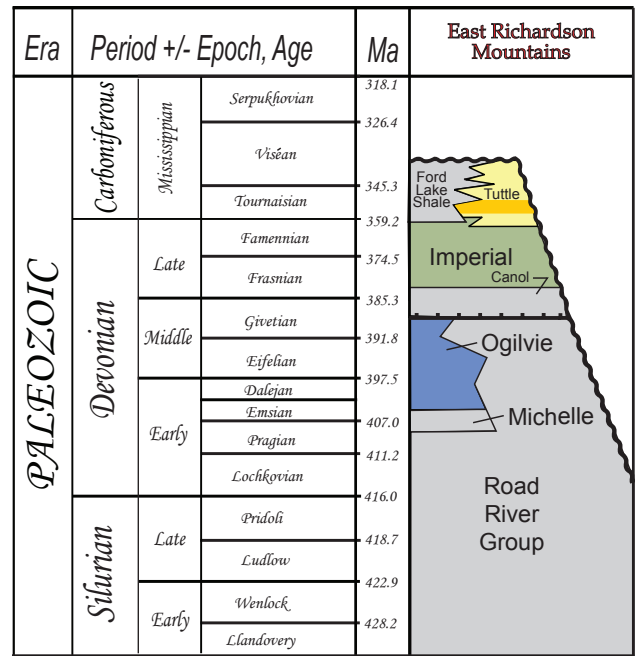 Era
Period +/- Epoch, Age
Ma
East Richardson
Mountains
PALEOZOIC
Carboniferous
Mississippian
Serpukhovian
Viséan
Tournaisian
Devonian
Late
Famennian
Frasnian
Middle
Givetian
Eifelian
Early
Dalejan
Emsian
Pragian
Lochkovian
Silurian
Late
Pridoli
Ludlow
Early
Wenlock
Llandovery
318.1
326.4
345.3
359.2
374.5
385.3
391.8
397.5
407.0
411.2
416.0
418.7
422.9
428.2
Ford
Lake
Shale
Tuttle
Imperial
Canol
Ogilvie
Michelle
Road
River
Group